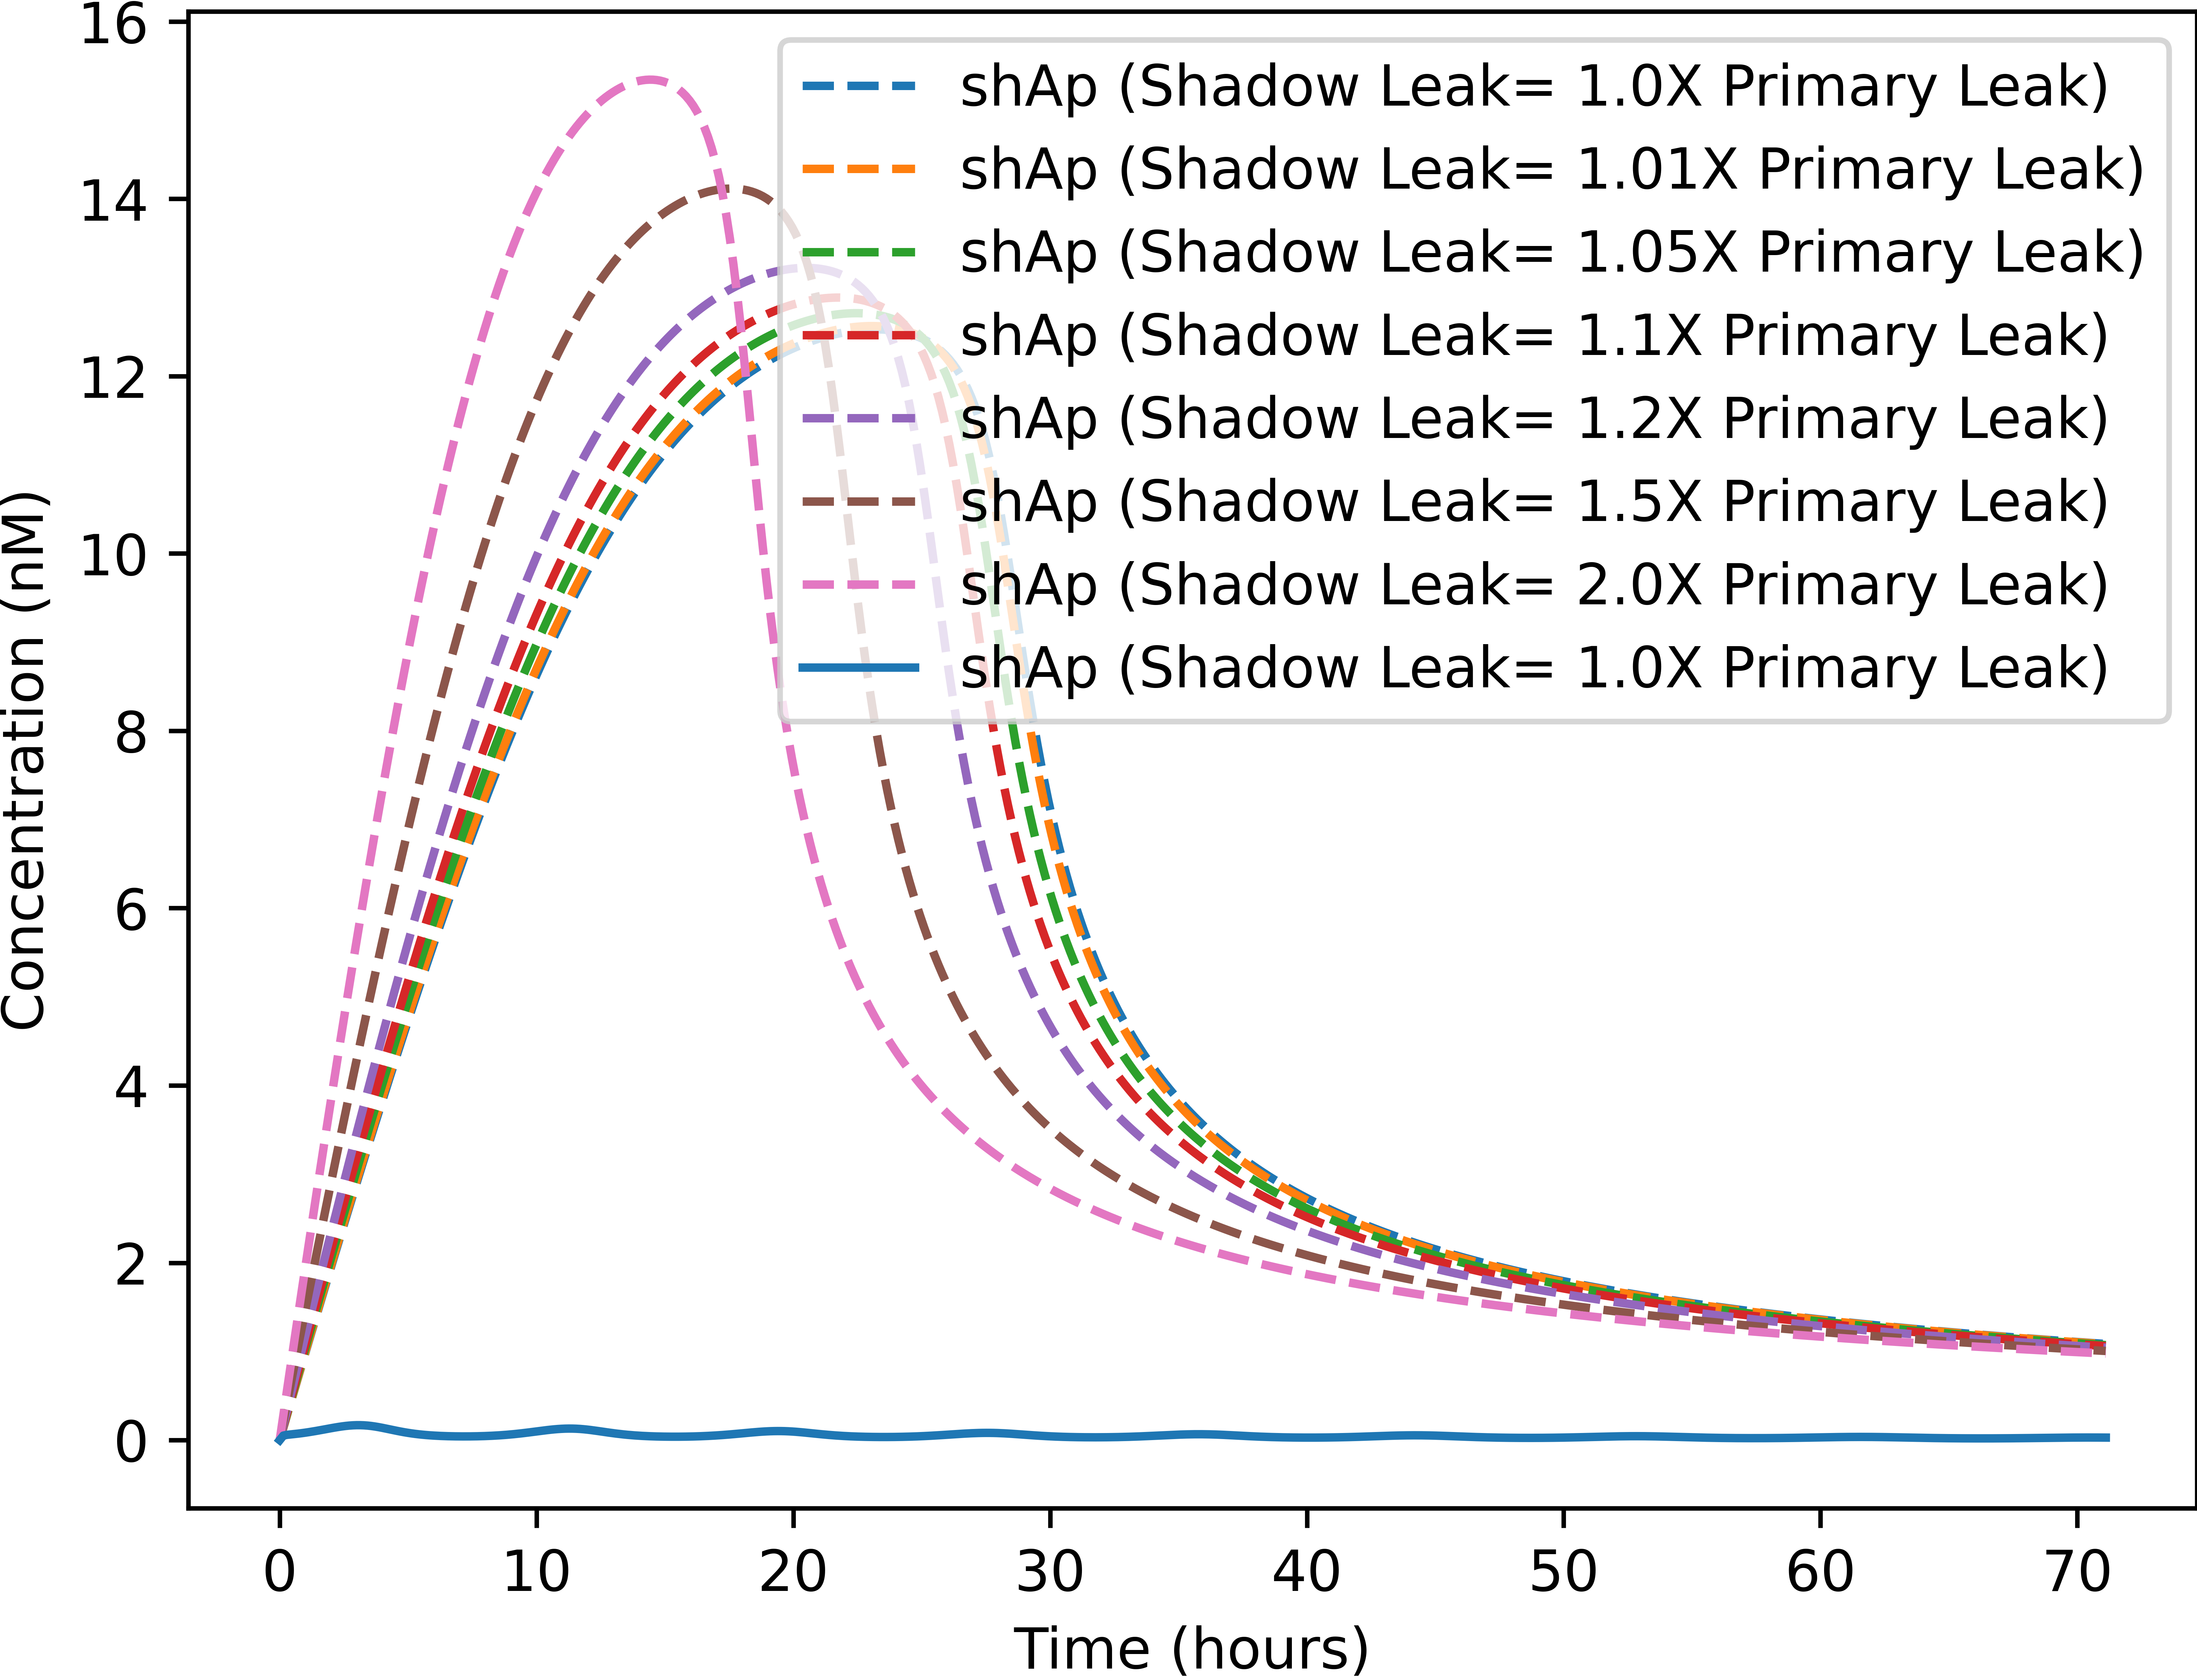 Concentration (nM)
16
14
12
10
8
6
4
2
0
shAp (Shadow Leak= 1.0X Primary Leak)
shAp (Shadow Leak= 1.01X Primary Leak)
shAp (Shadow Leak= 1.05X Primary Leak)
shAp (Shadow Leak= 1.1X Primary Leak)
shAp (Shadow Leak= 1.2X Primary Leak)
shAp (Shadow Leak= 1.5X Primary Leak)
shAp (Shadow Leak= 2.0X Primary Leak)
shAp (Shadow Leak= 1.0X Primary Leak)
0 10 20 30 40 50 60 70
Time (hours)